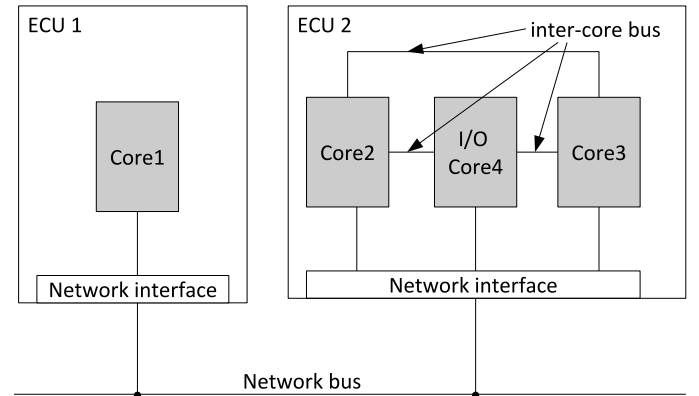 ECU 1
ECU 2
inter-core bus
Core1
Core2
I/O
Core4
Core3
Network interface
Network interface
Network bus